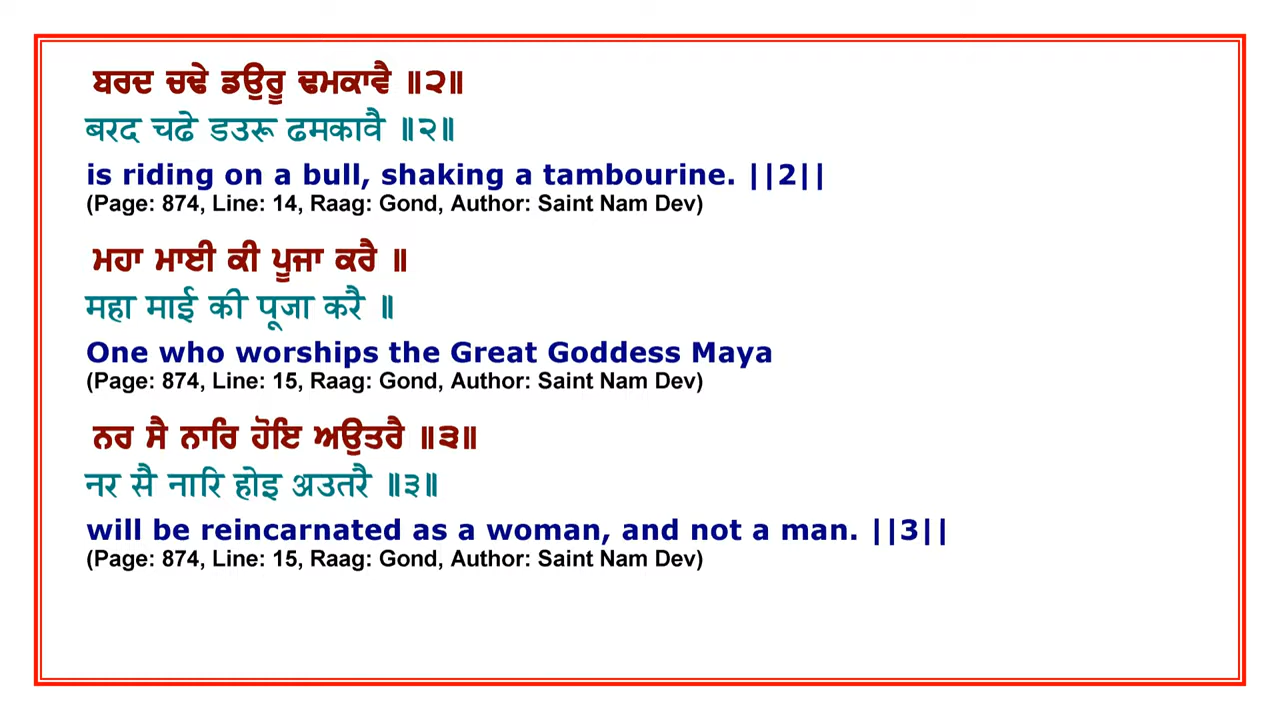 ਬਰਦ ਚਢੇ ਡਉਰੂ ਢਮਕਾਵੈ ॥੨॥
बरद चढे डउरू ढमकावै ॥२॥
is riding on a bull, shaking a tambourine. ||2||
(Page: 874, Line: 14, Raag: Gond, Author: Saint Nam Dev)
ਮਹਾ ਮਾਈ ਕੀ ਪੂਜਾ ਕਰੈ ॥
महा माई की पूजा करै ॥
One who worships the Great Goddess Maya
(Page: 874, Line: 15, Raag: Gond, Author: Saint Nam Dev)
ਨਰ ਸੈ ਨਾਰਿ ਹੋਇ ਅਉਤਰੈ ॥੩॥
नर सै नारि होइ अउतरै ॥३॥
will be reincarnated as a woman, and not a man. ||3||
(Page: 874, Line: 15, Raag: Gond, Author: Saint Nam Dev)